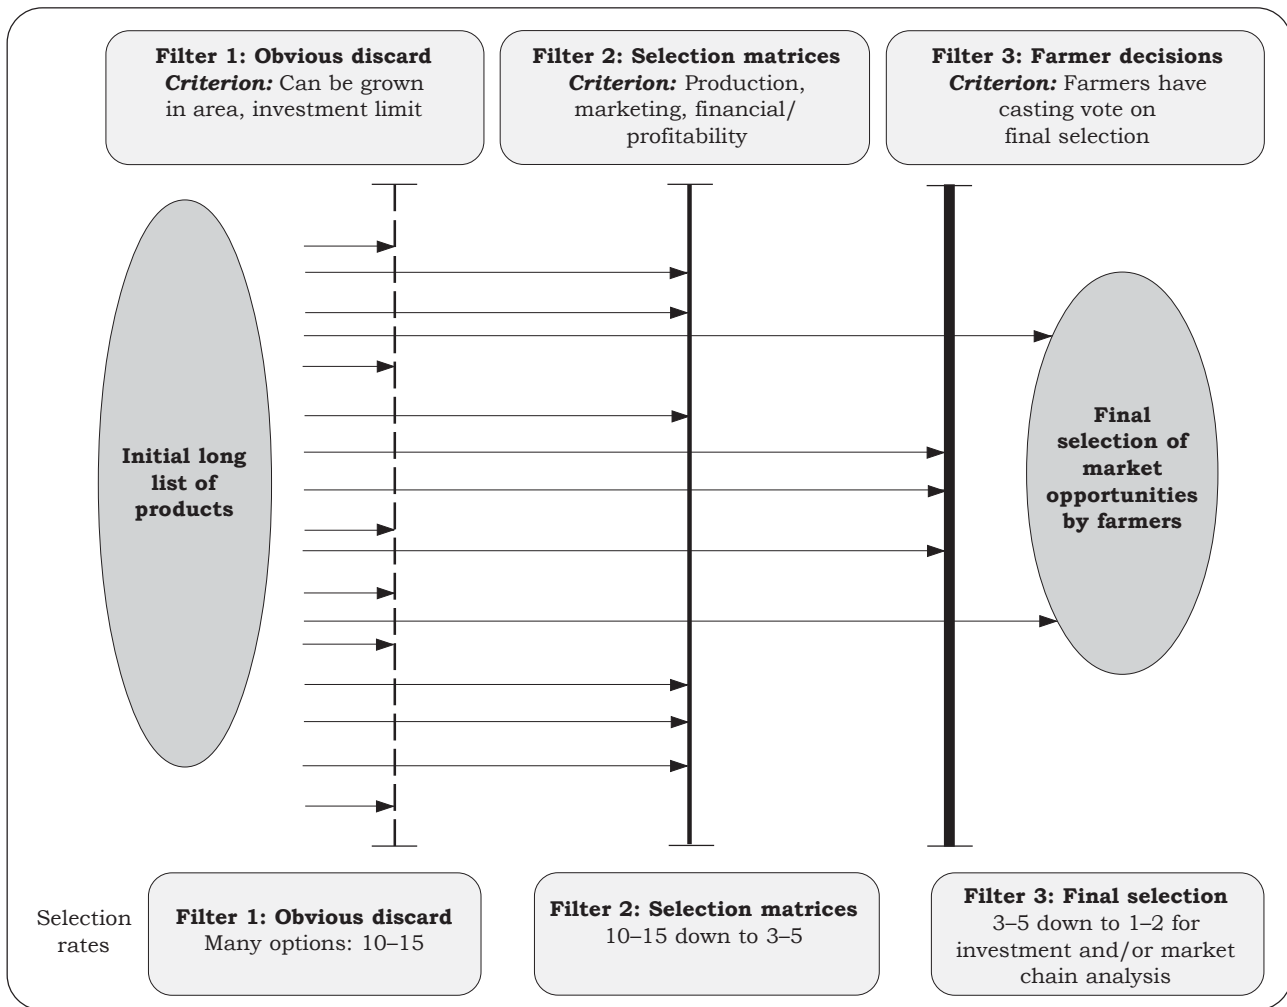 Filter 1: Obvious discard
Criterion: Can be grown
in area, investment limit
Filter 2: Selection matrices
Criterion: Production,
marketing, financial/
profitability
Filter 3: Farmer decisions
Criterion: Farmers have
casting vote on
final selection
Initial long
list of
products
Final
selection of
market
opportunities
by farmers
Selection
rates
Filter 1: Obvious discard
Many options: 10–15
Filter 2: Selection matrices
10–15 down to 3–5
Filter 3: Final selection
3–5 down to 1–2 for
investment and/or market
chain analysis